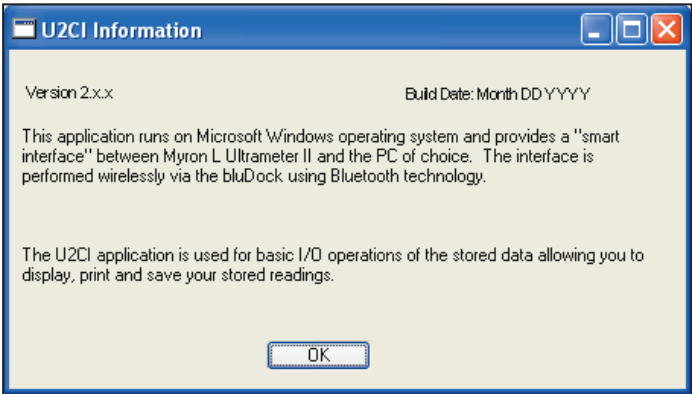 U2CI Information
Version 2.x.x Build Date: Month DD YYYY
This application runs on Microsoft Windows operating system and provides a "smart
interface" between Myron L Ultrameter II and the PC of choice. The interface is
performed wirelessly via the bluDock using Bluetooth technology.
The U2CI application is used for basic I/O operations of the stored data allowing you to
display, print and save your stored readings.
OK